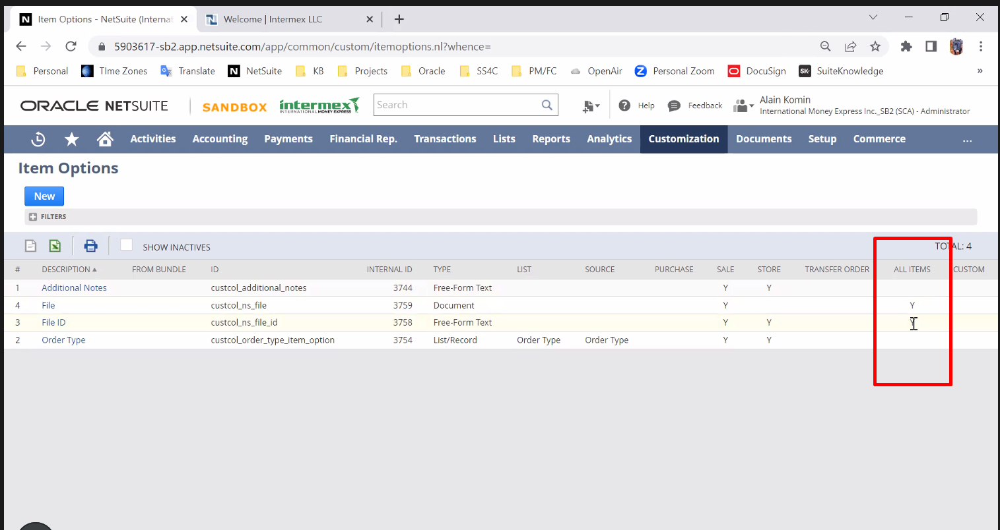 Item Options - NetSuite (Internat
Welcome | Intermex LLC
5903617-sb2.app.netsuite.com/app/common/custom/itemoptions.nl?whence=
Personal TIme Zones Translate NetSuite KB Projects Oracle SS4C PM/FC OpenAir Personal Zoom DocuSign SuiteKnowledge »
ORACLE NETSUITE SANDBOX intermex Search Help Feedback Alain Komin
INTERNATIONAL MONEY EXPRESS International Money Express Inc._SB2 (SCA) - Administrator
Activities Accounting Payments Financial Rep. Transactions Lists Reports Analytics Customization Documents Setup Commerce ...
Item Options
New
FILTERS
SHOW INACTIVES TOTAL: 4
# DESCRIPTION FROM BUNDLE ID INTERNAL ID TYPE LIST SOURCE PURCHASE SALE STORE TRANSFER ORDER ALL ITEMS CUSTOM
1 Additional Notes custcol_additional_notes 3744 Free-Form Text Y Y
4 File custcol_ns_file 3759 Document Y Y
3 File ID custcol_ns_file_id 3758 Free-Form Text Y Y Y
2 Order Type custcol_order_type_item_option 3754 List/Record Order Type Order Type Y Y